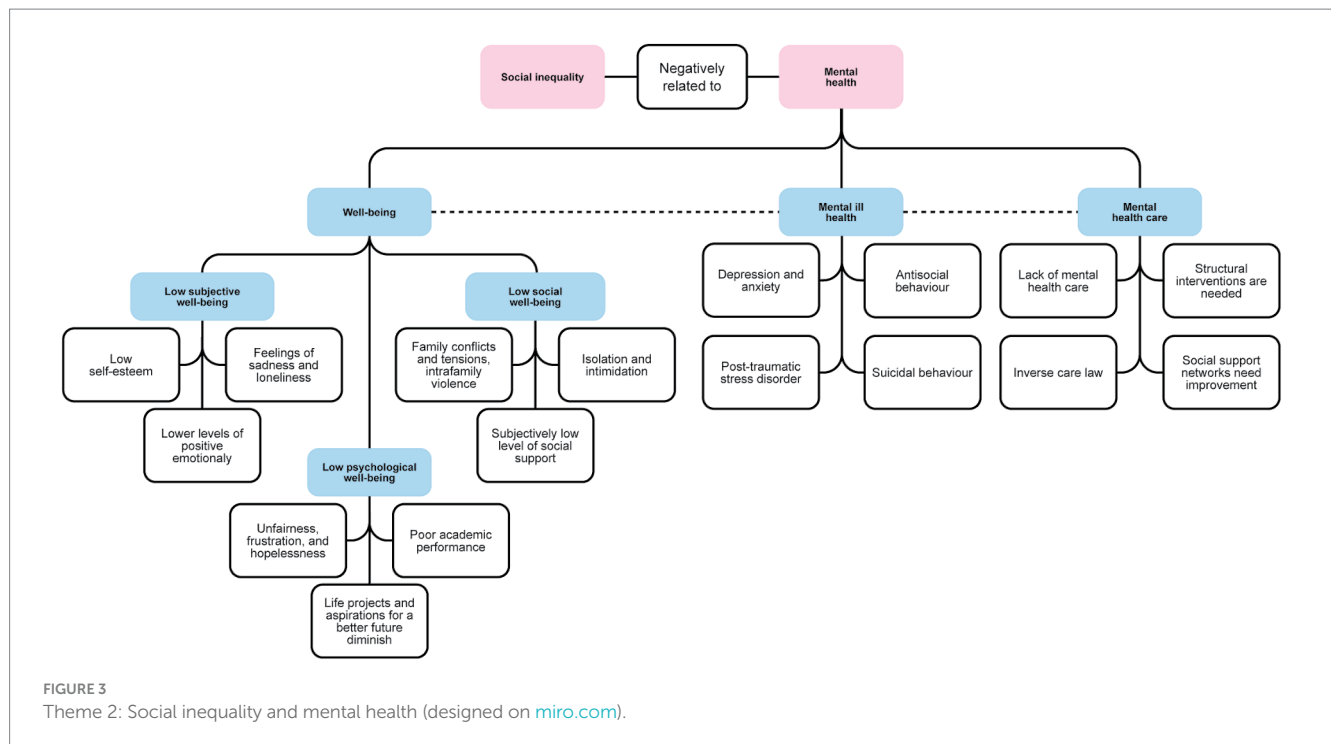 Social inequality
Negatively
related to
Mental
health
Well-being
Mental ill
health
Mental
health care
Low subjective
well-being
Low
self-esteem
Feelings of
sadness and
loneliness
Lower levels of
positive
emotionaly
Low social
well-being
Family conflicts
and tensions,
intrafamily
violence
Isolation and
intimidation
Subjectively low
level of social
support
Low psychological
well-being
Unfairness,
frustration, and
hopelessness
Poor academic
performance
Life projects and
aspirations for a
better future
diminish
Depression and
anxiety
Antisocial
behaviour
Post-traumatic
stress disorder
Suicidal behaviour
Lack of mental
health care
Structural
interventions are
needed
Inverse care law
Social support
networks need
improvement
FIGURE 3
Theme 2: Social inequality and mental health (designed on miro.com).